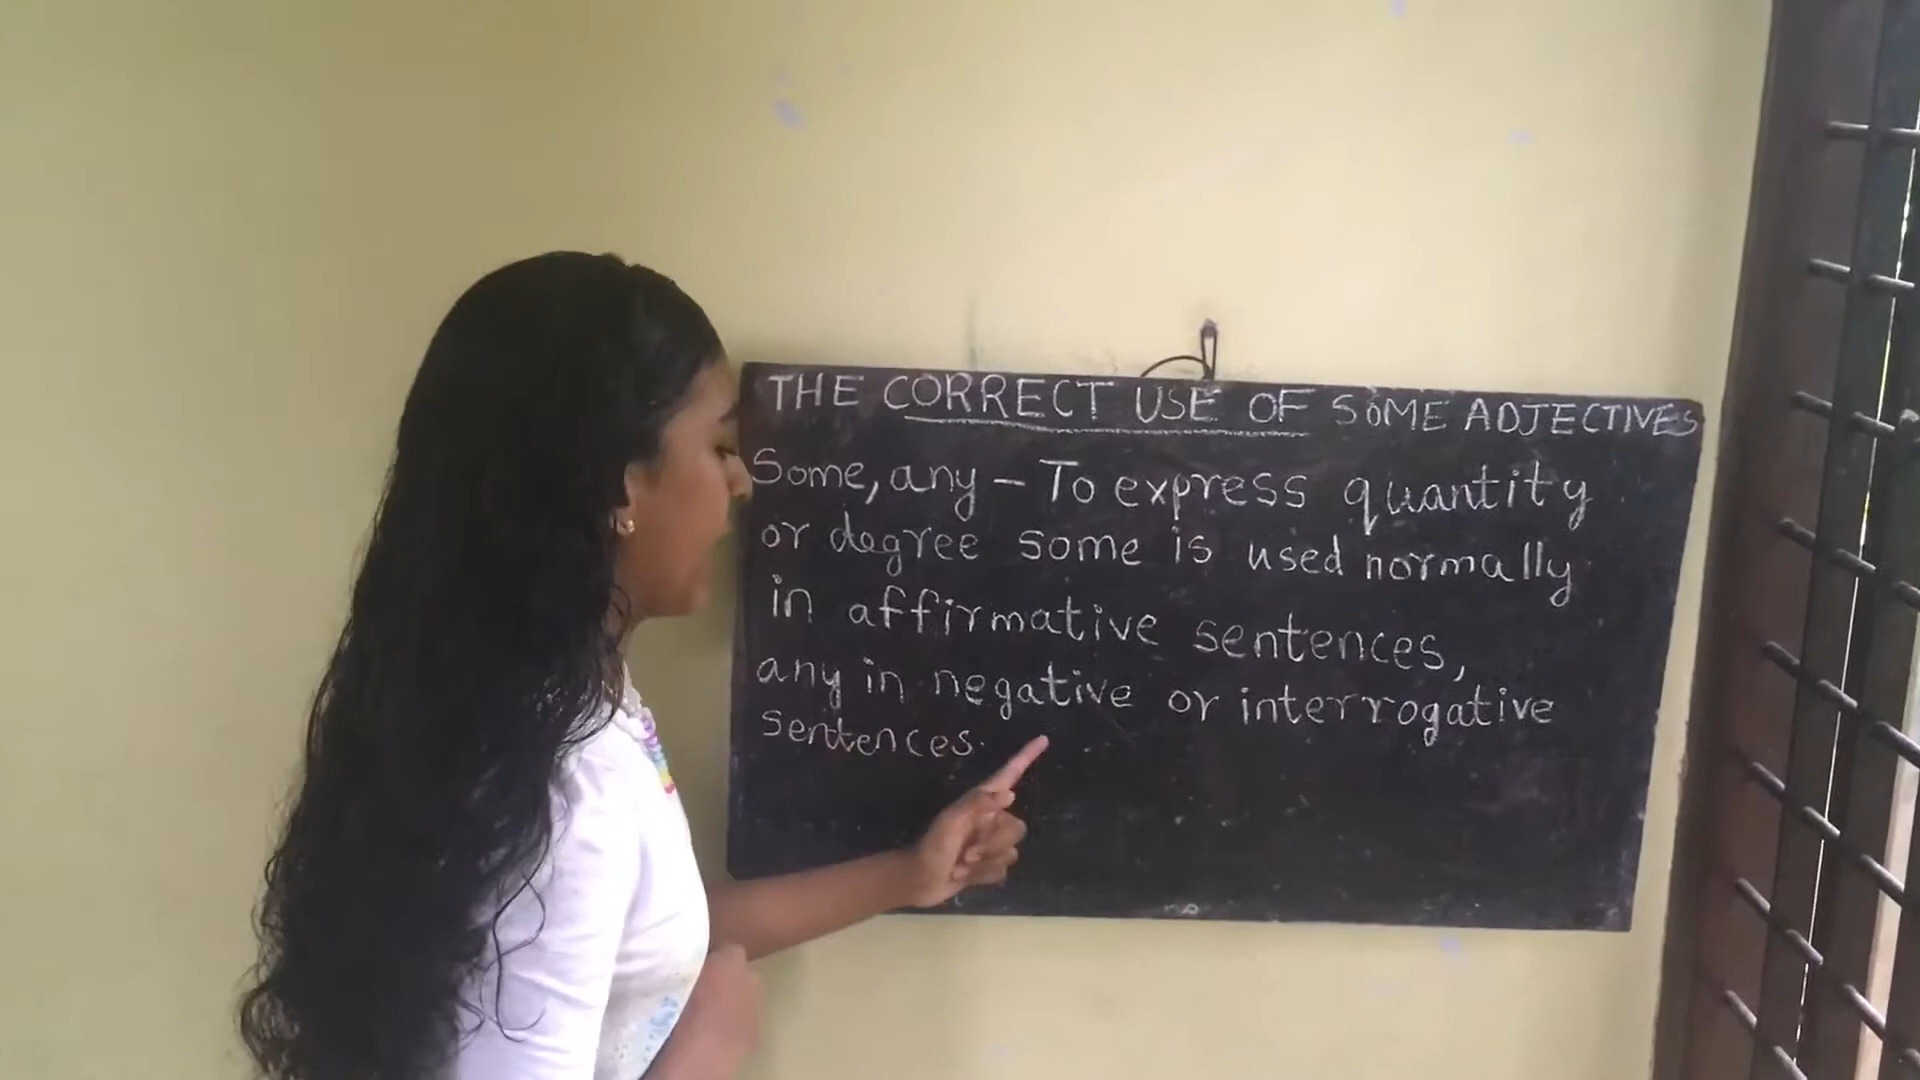 THE CORRECT USE OF SOME ADJECTIVES
Some, any - To express quantity
or degree some is used normally
in affirmative sentences,
any in negative or interrogative
sentences.